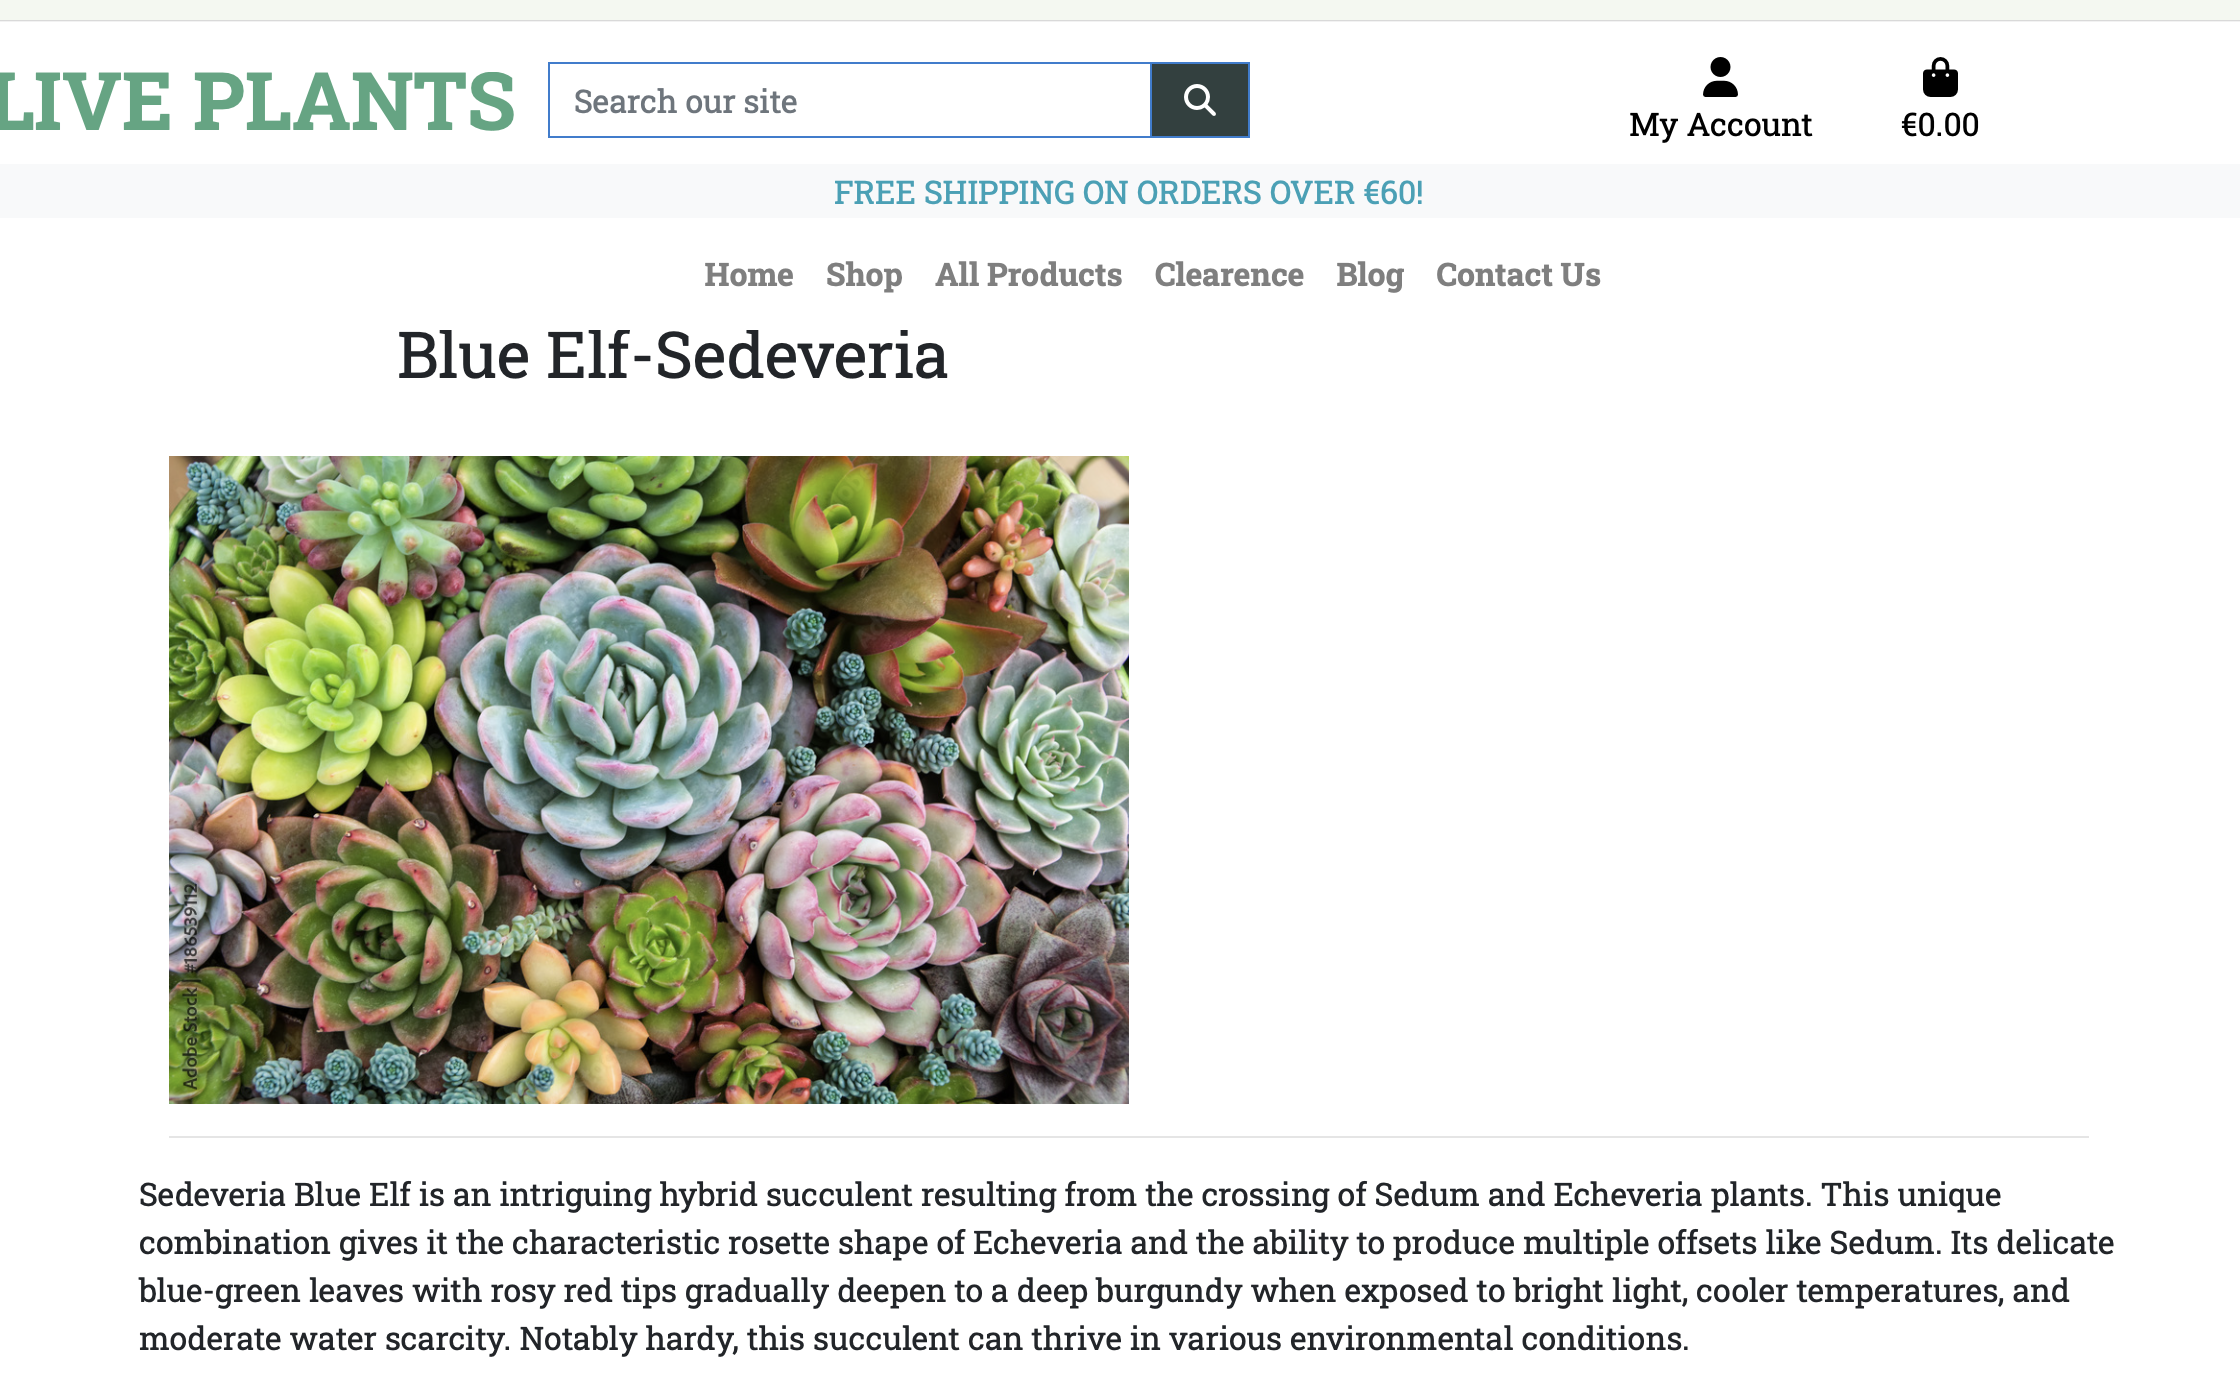 LIVE PLANTS
Search our site
My Account
€0.00
FREE SHIPPING ON ORDERS OVER €60!
Home Shop All Products Clearence Blog Contact Us
Blue Elf-Sedeveria
Adobe Stock | #186539112
Sedeveria Blue Elf is an intriguing hybrid succulent resulting from the crossing of Sedum and Echeveria plants. This unique
combination gives it the characteristic rosette shape of Echeveria and the ability to produce multiple offsets like Sedum. Its delicate
blue-green leaves with rosy red tips gradually deepen to a deep burgundy when exposed to bright light, cooler temperatures, and
moderate water scarcity. Notably hardy, this succulent can thrive in various environmental conditions.